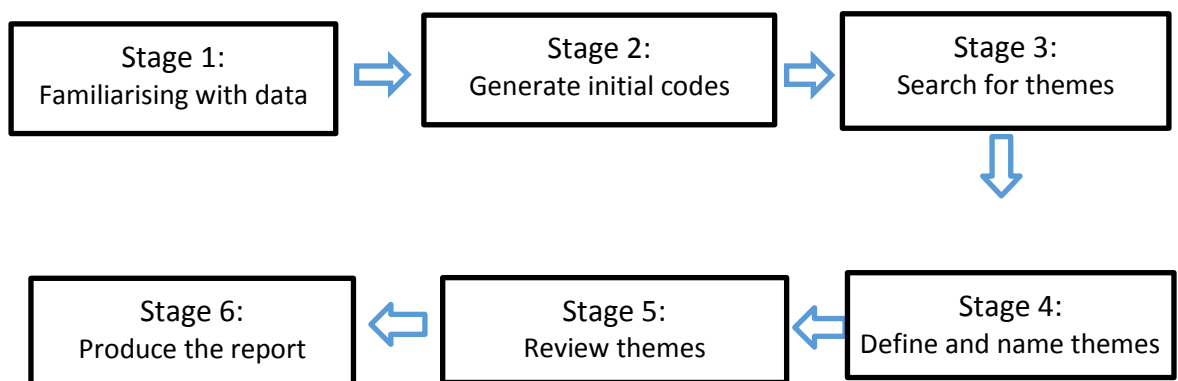 Stage 1:
Familiarising with data
Stage 2:
Generate initial codes
Stage 3:
Search for themes
Stage 4:
Define and name themes
Stage 5:
Review themes
Stage 6:
Produce the report